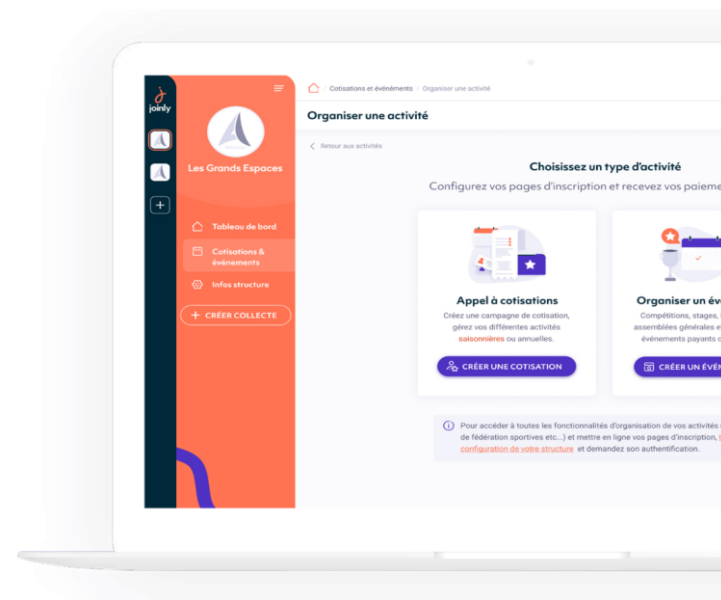 joinly
Les Grands Espaces
Tableau de bord
Cotisations &
événements
Infos structure
+ CRÉER COLLECTE
/ Cotisations et événéments / Organiser une activité
Organiser une activité
Retour aux activités
Choisissez un type d'activité
Configurez vos pages d'inscription et recevez vos
Appel à cotisations
Créez une campagne de cotisation,
gérez vos différentes activités
saisonnières ou annuelles.
CRÉER UNE COTISATION
Organiser un
Compétitions, stages,
assemblées générales
événements payants
CRÉER UN
Pour accéder à toutes les fonctionnalités d'organisation de vos activités
de fédération sportives etc...) et mettre en ligne vos pages d'inscription,
configuration de votre structure et demandez son authentification.